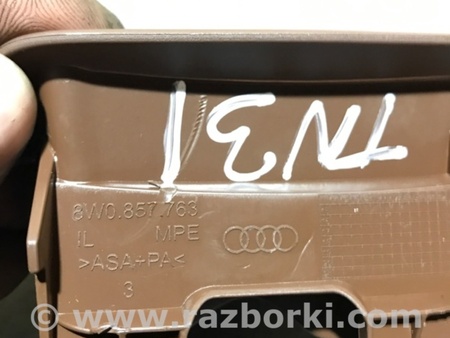 TN31
8W0.857.763
IL MPE
>ASA+PA<
3
www.razborki.com